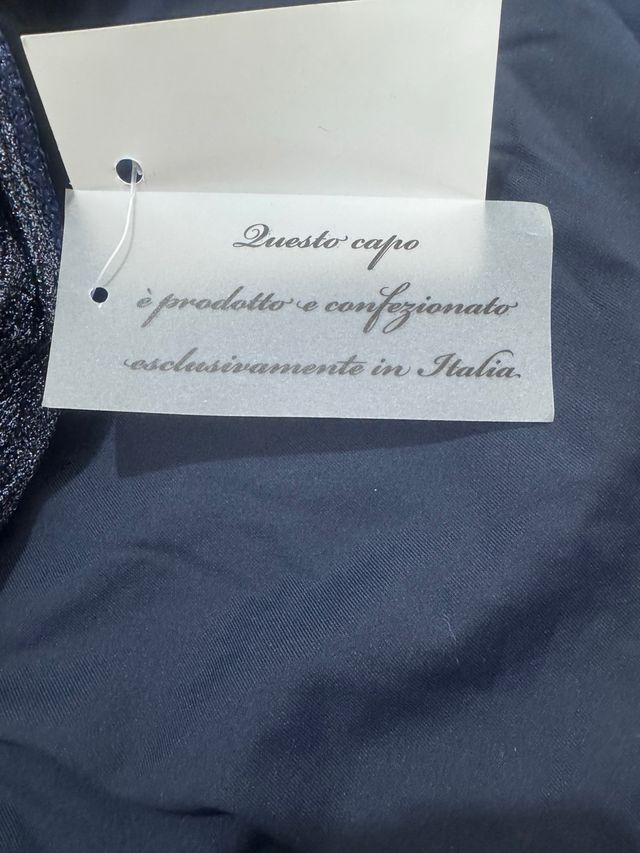 Questo capo
è prodotto e confezionato
esclusivamente in Italia